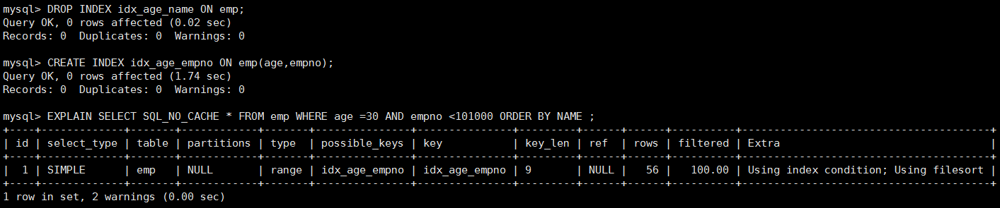 mysql> DROP INDEX idx_age_name ON emp;
Query OK, 0 rows affected (0.02 sec)
Records: 0  Duplicates: 0  Warnings: 0

mysql> CREATE INDEX idx_age_empno ON emp(age,empno);
Query OK, 0 rows affected (1.74 sec)
Records: 0  Duplicates: 0  Warnings: 0

mysql> EXPLAIN SELECT SQL_NO_CACHE * FROM emp WHERE age =30 AND empno <101000 ORDER BY NAME ;
+----+-------------+-------+------------+-------+---------------+---------------+---------+------+------+----------+---------------------------------------+
| id | select_type | table | partitions | type  | possible_keys | key           | key_len | ref  | rows | filtered | Extra                                 |
+----+-------------+-------+------------+-------+---------------+---------------+---------+------+------+----------+---------------------------------------+
|  1 | SIMPLE      | emp   | NULL       | range | idx_age_empno | idx_age_empno | 9       | NULL |   56 |   100.00 | Using index condition; Using filesort |
+----+-------------+-------+------------+-------+---------------+---------------+---------+------+------+----------+---------------------------------------+
1 row in set, 2 warnings (0.00 sec)